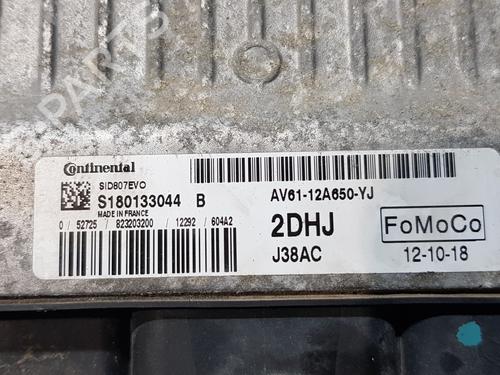 Continental
SID807EVO
S180133044 B
MADE IN FRANCE
0 / 52725 / 823203200 / 12292 / 604A2
AV61-12A650-YJ
2DHJ
FoMoCo
J38AC
12-10-18